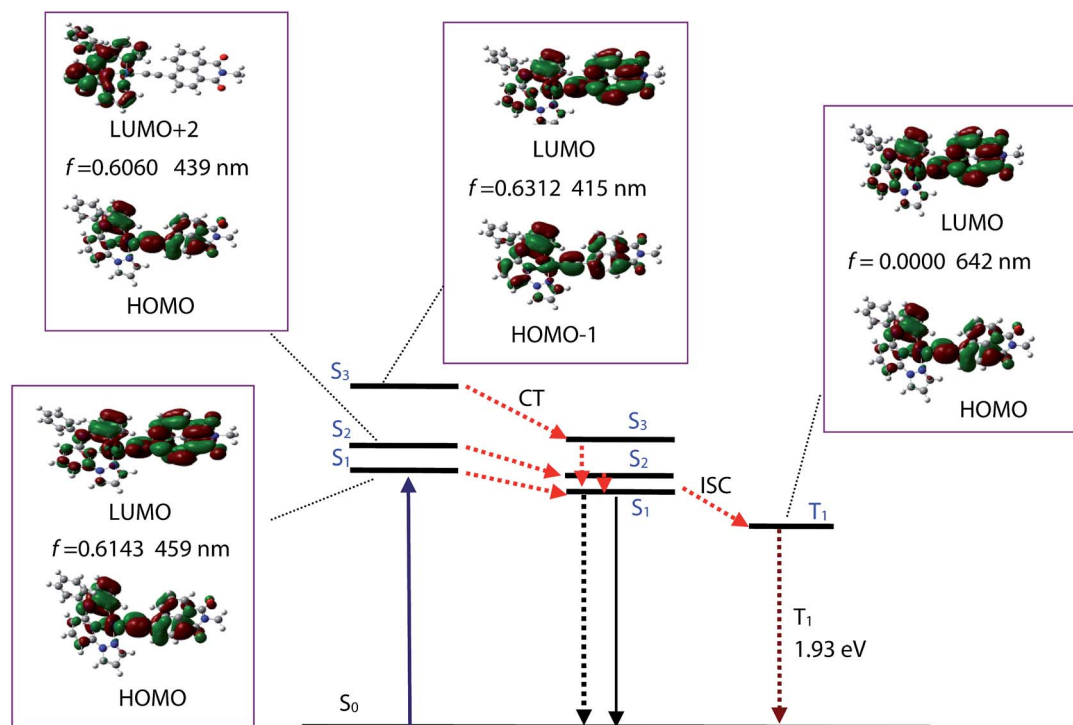 LUMO+2
f=0.6060 439 nm
HOMO
LUMO
f=0.6312 415 nm
HOMO-1
LUMO
f = 0.0000 642 nm
HOMO
LUMO
f=0.6143 459 nm
HOMO
S₃
S₂
S₁
CT
S₃
S₂
S₁
ISC
T₁
T₁
1.93 eV
S₀